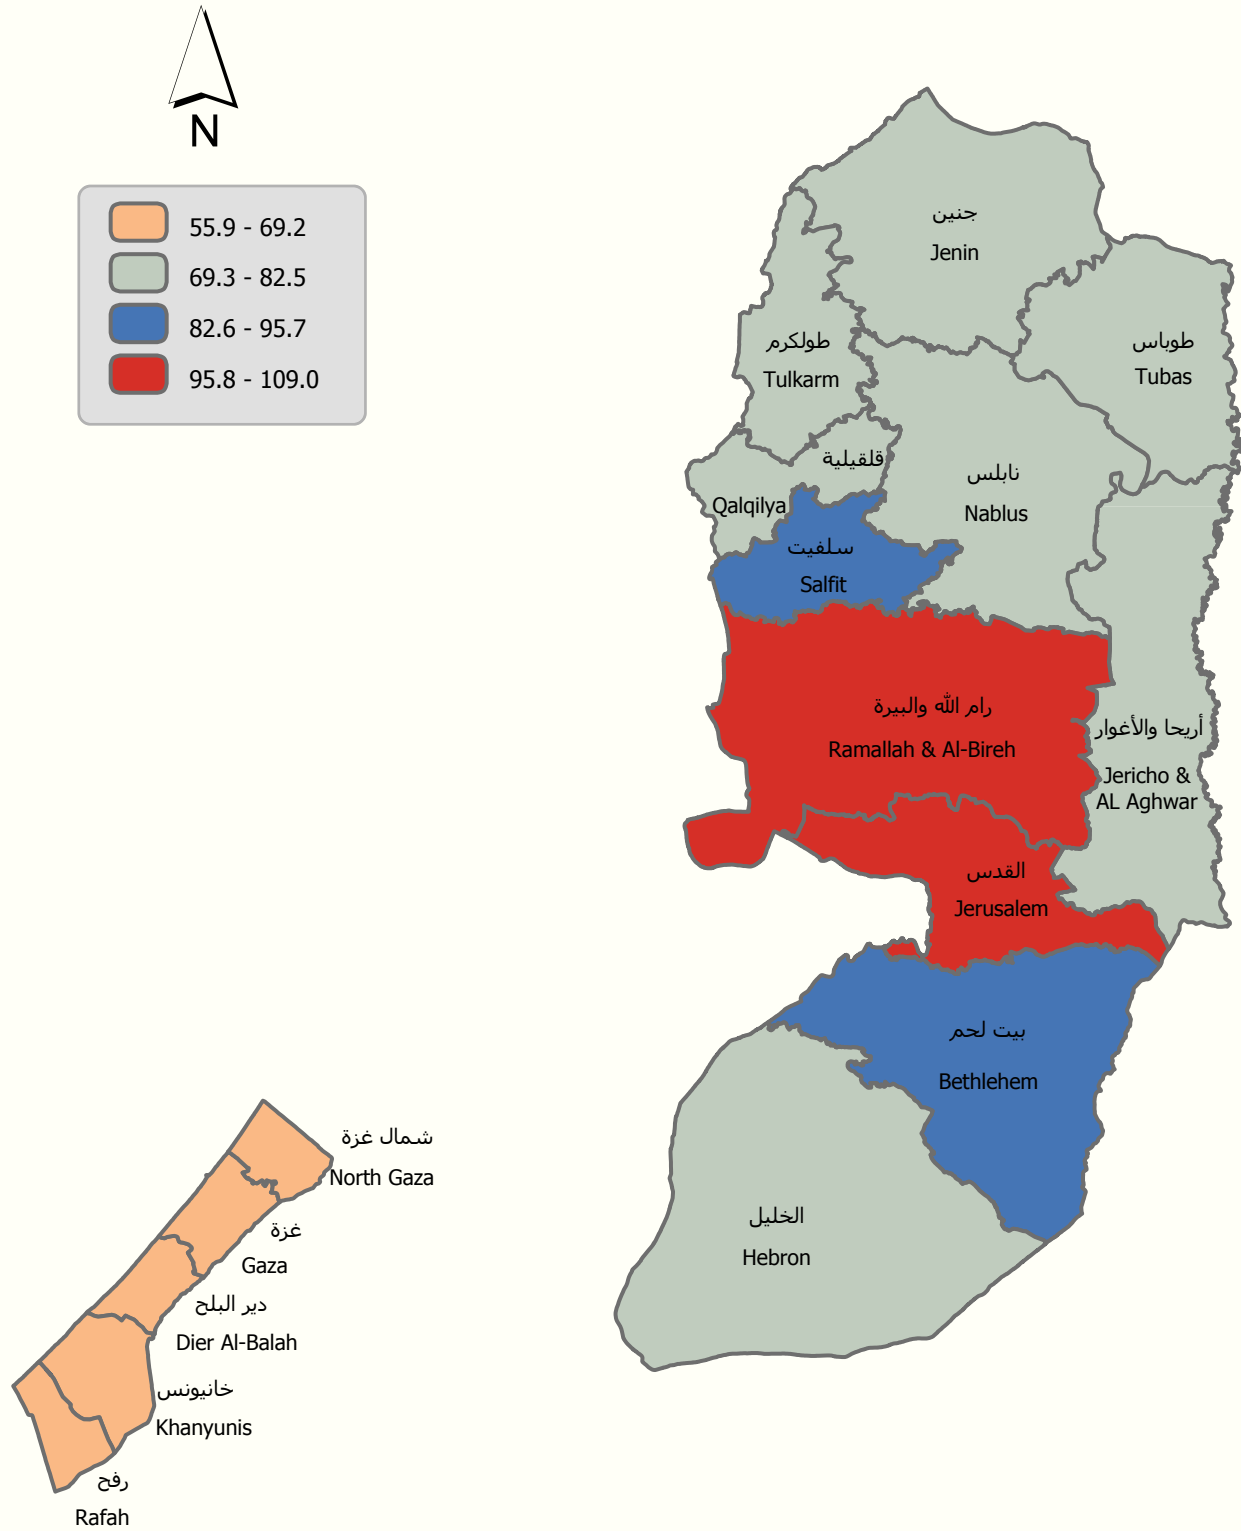 N
55.9 - 69.2
69.3 - 82.5
82.6 - 95.7
95.8 - 109.0
جنين
Jenin
طولكرم
Tulkarm
طوباس
Tubas
قلقيلية
Qalqilya
نابلس
Nablus
سلفيت
Salfit
رام الله والبيرة
Ramallah & Al-Bireh
أريحا والأغوار
Jericho &
AL Aghwar
القدس
Jerusalem
بيت لحم
Bethlehem
الخليل
Hebron
شمال غزة
North Gaza
غزة
Gaza
دير البلح
Dier Al-Balah
خانيونس
Khanyunis
رفح
Rafah